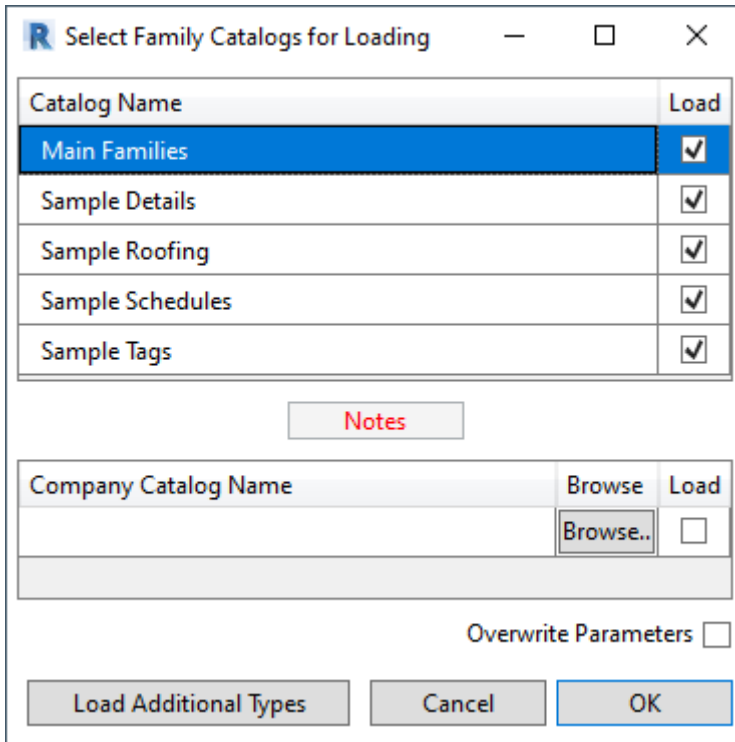 R Select Family Catalogs for Loading
Catalog Name Load
Main Families
Sample Details
Sample Roofing
Sample Schedules
Sample Tags
Notes
Company Catalog Name Browse Load
Browse..
Overwrite Parameters
Load Additional Types Cancel OK